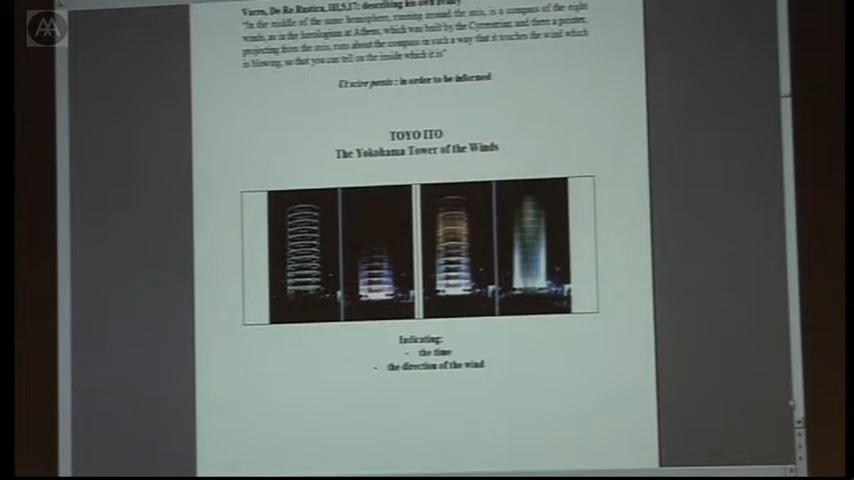 AA
Varro, De Re Rustica, III,5,17: describing his own aviary
"In the middle of the same hemisphere, running around the axis, is a compass of the eight
winds, as in the horologium at Athens, which was built by the Cyrrestrian; and there a pointer,
projecting from the axis, runs about the compass in such a way that it touches the wind which
is blowing, so that you can tell on the inside which it is"
Ut scire possis : in order to be informed
TOYO ITO
The Yokohama Tower of the Winds
Indicating:
- the time
- the direction of the wind